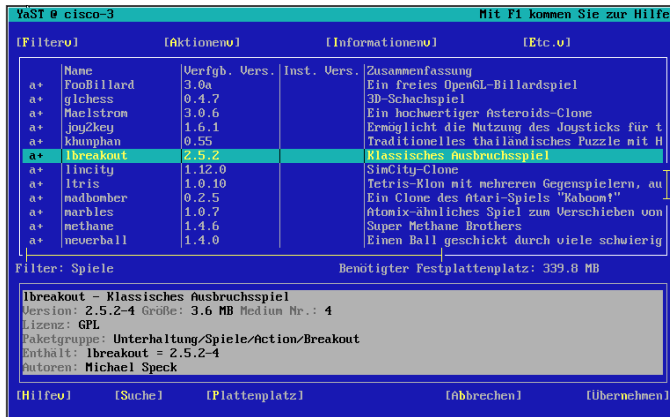 YaST @ cisco-3 Mit F1 kommen Sie zur Hilfe
[Filter↓] [Aktionen↓] [Informationen↓] [Etc.↓]
Name Verfgb. Vers. Inst. Vers. Zusammenfassung
a+ FooBillard 3.0a Ein freies OpenGL-Billardspiel
a+ glchess 0.4.7 3D-Schachspiel
a+ Maelstrom 3.0.6 Ein hochwertiger Asteroids-Clone
a+ joy2key 1.6.1 Ermöglicht die Nutzung des Joysticks für t
a+ khunphan 0.55 Traditionelles thailändisches Puzzle mit H
a+ lbreakout 2.5.2 Klassisches Ausbruchsspiel
a+ lincity 1.12.0 SimCity-Clone
a+ ltris 1.0.10 Tetris-Klon mit mehreren Gegenspielern, au
a+ madbomber 0.2.5 Ein Clone des Atari-Spiels "Kaboom!"
a+ marbles 1.0.7 Atomix-ähnliches Spiel zum Verschieben von
a+ methane 1.4.6 Super Methane Brothers
a+ neverball 1.4.0 Einen Ball geschickt durch viele schwierig
Filter: Spiele Benötigter Festplattenplatz: 339.8 MB
lbreakout - Klassisches Ausbruchsspiel
Version: 2.5.2-4 Größe: 3.6 MB Medium Nr.: 4
Lizenz: GPL
Paketgruppe: Unterhaltung/Spiele/Action/Breakout
Enthält: lbreakout = 2.5.2-4
Autoren: Michael Speck
[Hilfe↓] [Suche] [Plattenplatz] [Abbrechen] [Übernehmen]